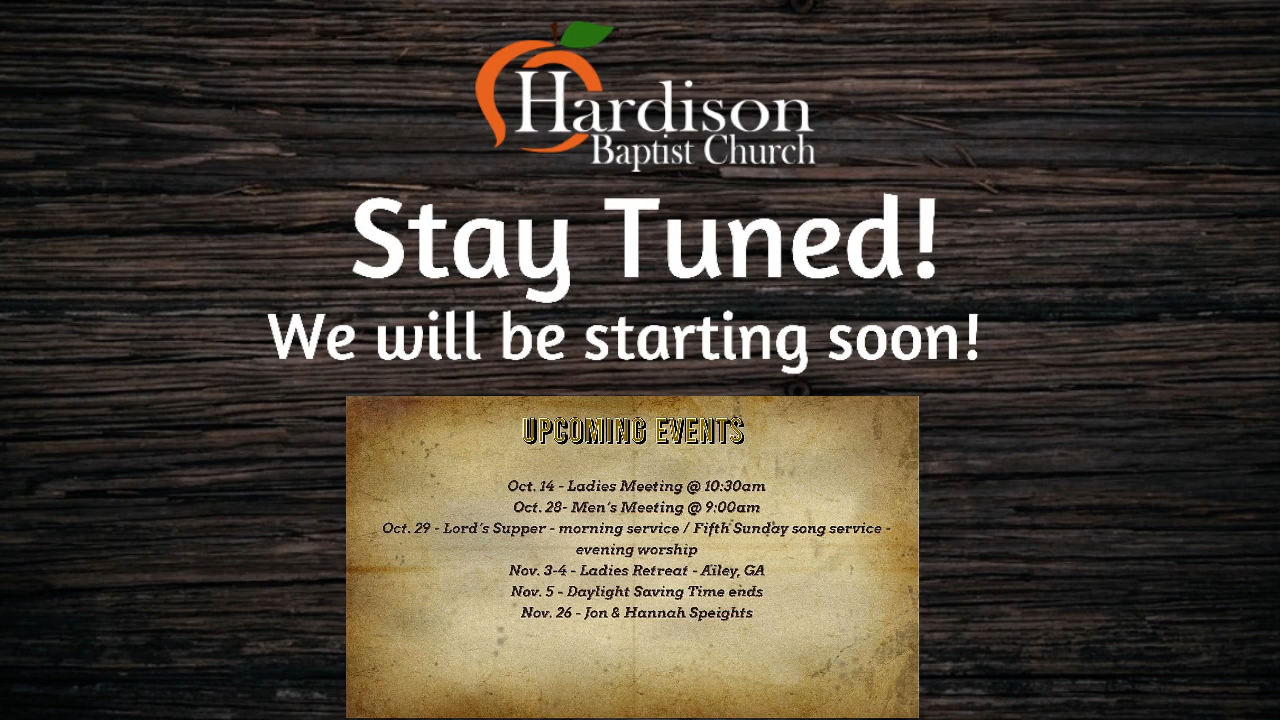 Hardison
Baptist Church
Stay Tuned!
We will be starting soon!
UPCOMING EVENTS
Oct. 14 - Ladies Meeting @ 10:30am
Oct. 28- Men's Meeting @ 9:00am
Oct. 29 - Lord's Supper - morning service / Fifth Sunday song service -
evening worship
Nov. 3-4 - Ladies Retreat - Ailey, GA
Nov. 5 - Daylight Saving Time ends
Nov. 26 - Jon & Hannah Speights